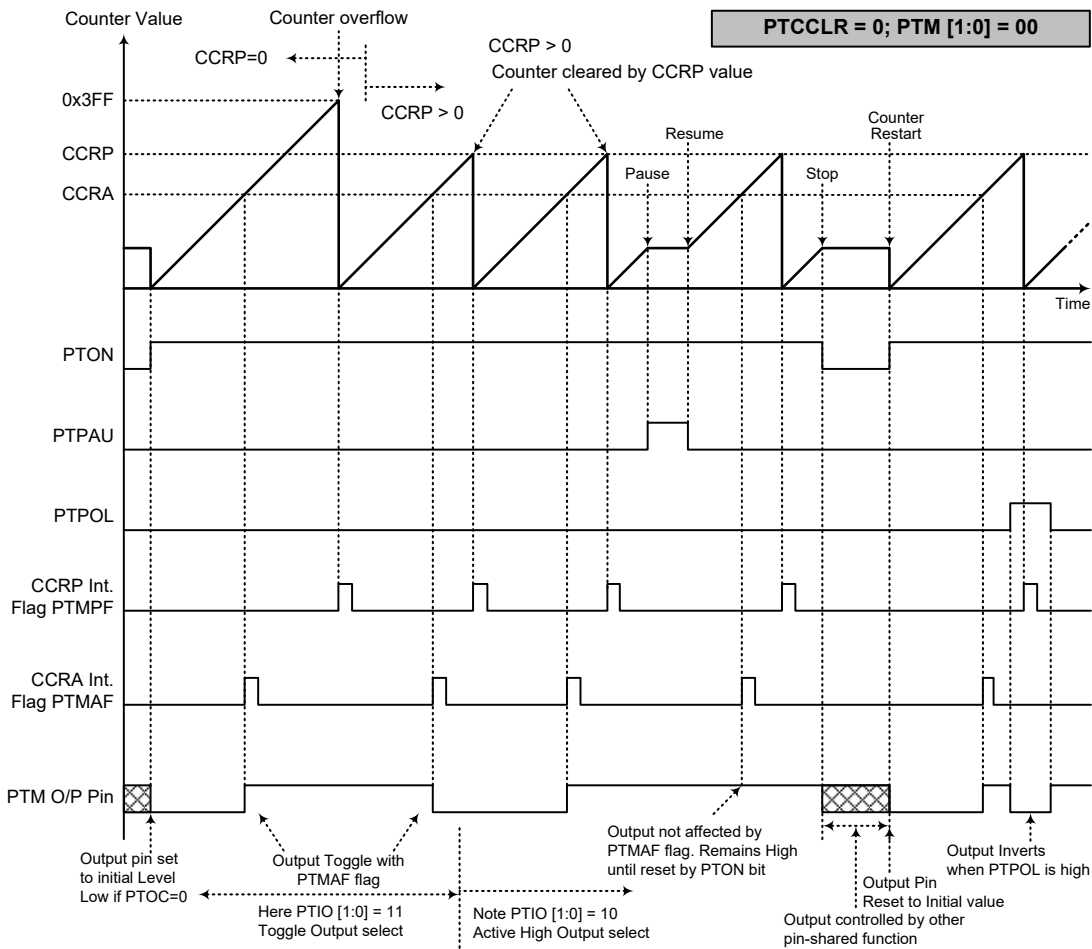 Counter Value
Counter overflow
PTCCLR = 0; PTM [1:0] = 00
CCRP=0
CCRP > 0
CCRP > 0
Counter cleared by CCRP value
0x3FF
CCRP
CCRA
Pause
Resume
Stop
Counter
Restart
Time
PTON
PTPAU
PTPOL
CCRP Int.
Flag PTMPF
CCRA Int.
Flag PTMAF
PTM O/P Pin
Output pin set
to initial Level
Low if PTOC=0
Output Toggle with
PTMAF flag
Here PTIO [1:0] = 11
Toggle Output select
Note PTIO [1:0] = 10
Active High Output select
Output not affected by
PTMAF flag. Remains High
until reset by PTON bit
Output controlled by other
pin-shared function
Output Pin
Reset to Initial value
Output Inverts
when PTPOL is high